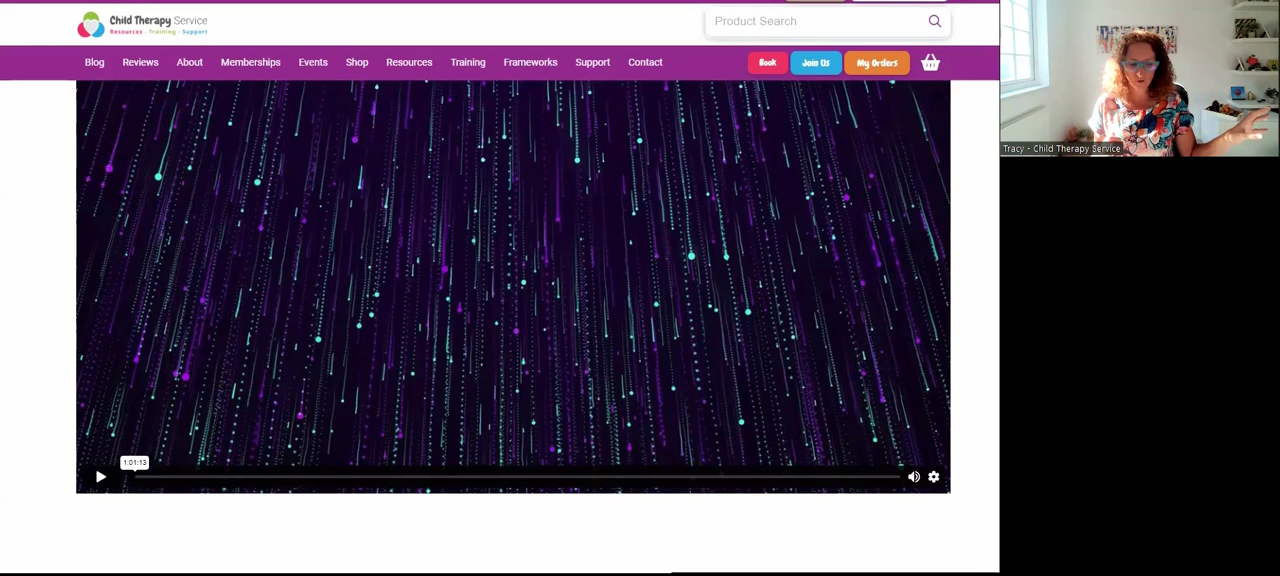 Child Therapy Service
Resources - Training - Support
Product Search
Blog Reviews About Memberships Events Shop Resources Training Frameworks Support Contact Book Join Us My Orders
Tracy - Child Therapy Service
1:01:13